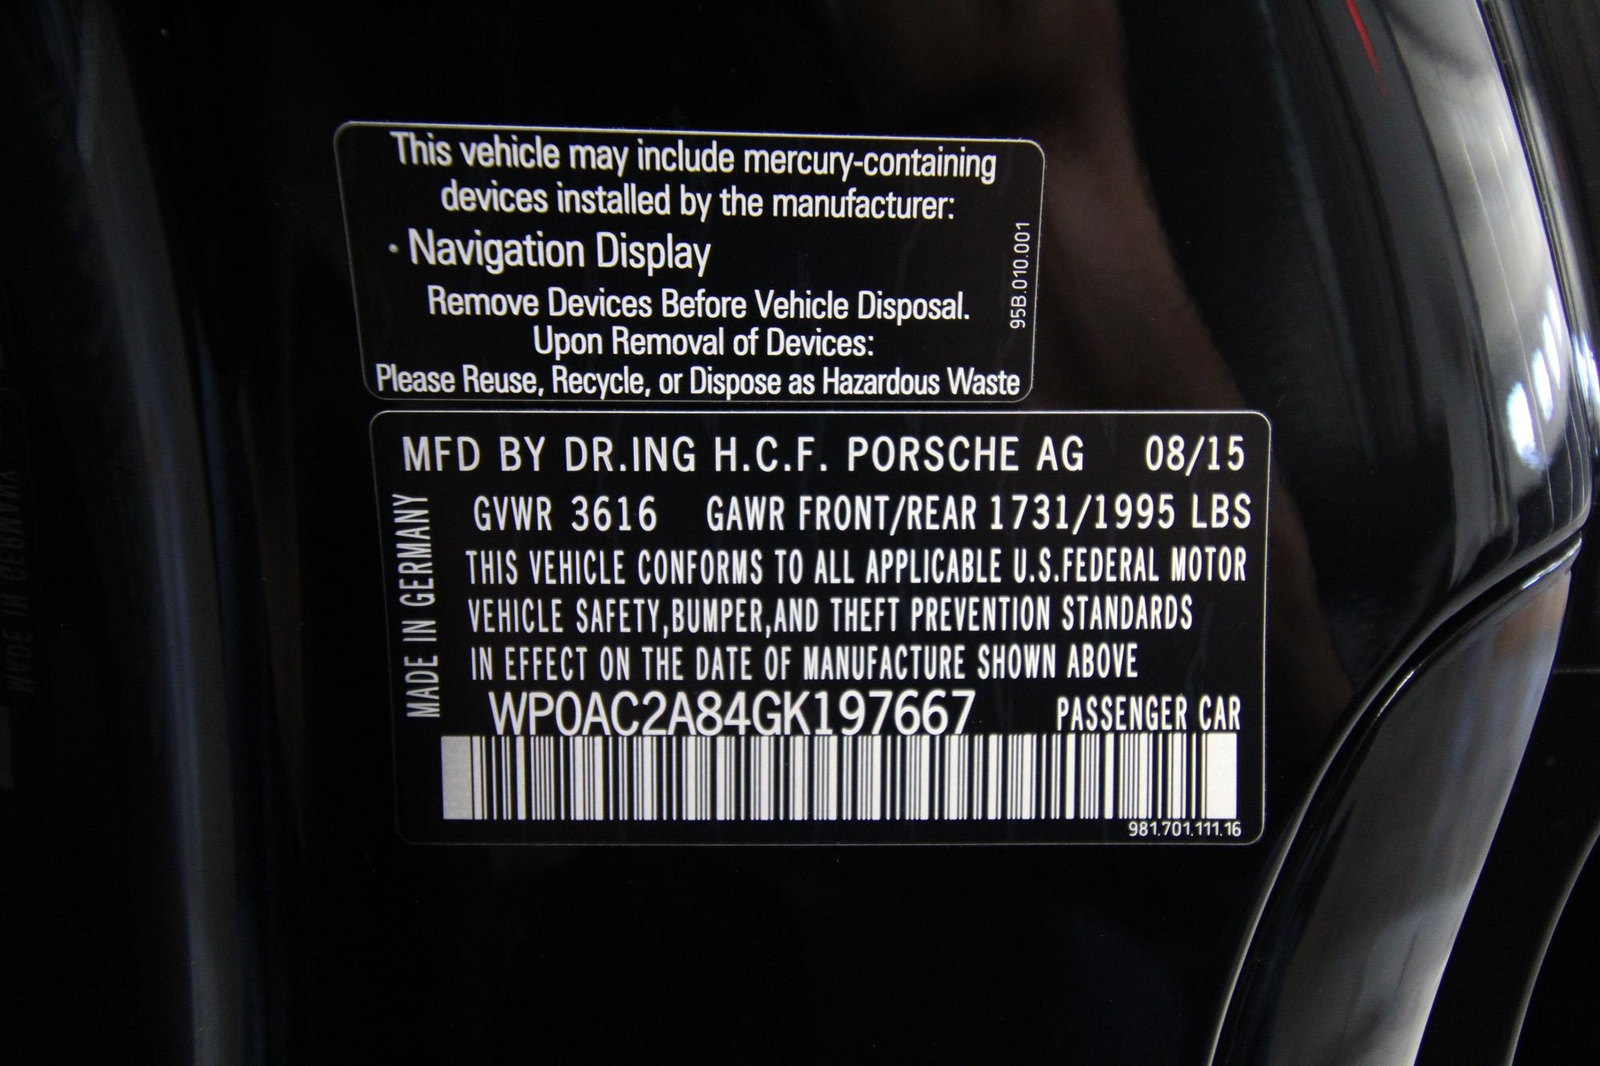 This vehicle may include mercury-containing
devices installed by the manufacturer:
• Navigation Display
Remove Devices Before Vehicle Disposal.
Upon Removal of Devices:
Please Reuse, Recycle, or Dispose as Hazardous Waste
95B.010.001
MFD BY DR.ING H.C.F. PORSCHE AG 08/15
GVWR 3616 GAWR FRONT/REAR 1731/1995 LBS
THIS VEHICLE CONFORMS TO ALL APPLICABLE U.S.FEDERAL MOTOR
VEHICLE SAFETY,BUMPER,AND THEFT PREVENTION STANDARDS
IN EFFECT ON THE DATE OF MANUFACTURE SHOWN ABOVE
MADE IN GERMANY
WP0AC2A84GK197667 PASSENGER CAR
981.701.111.16